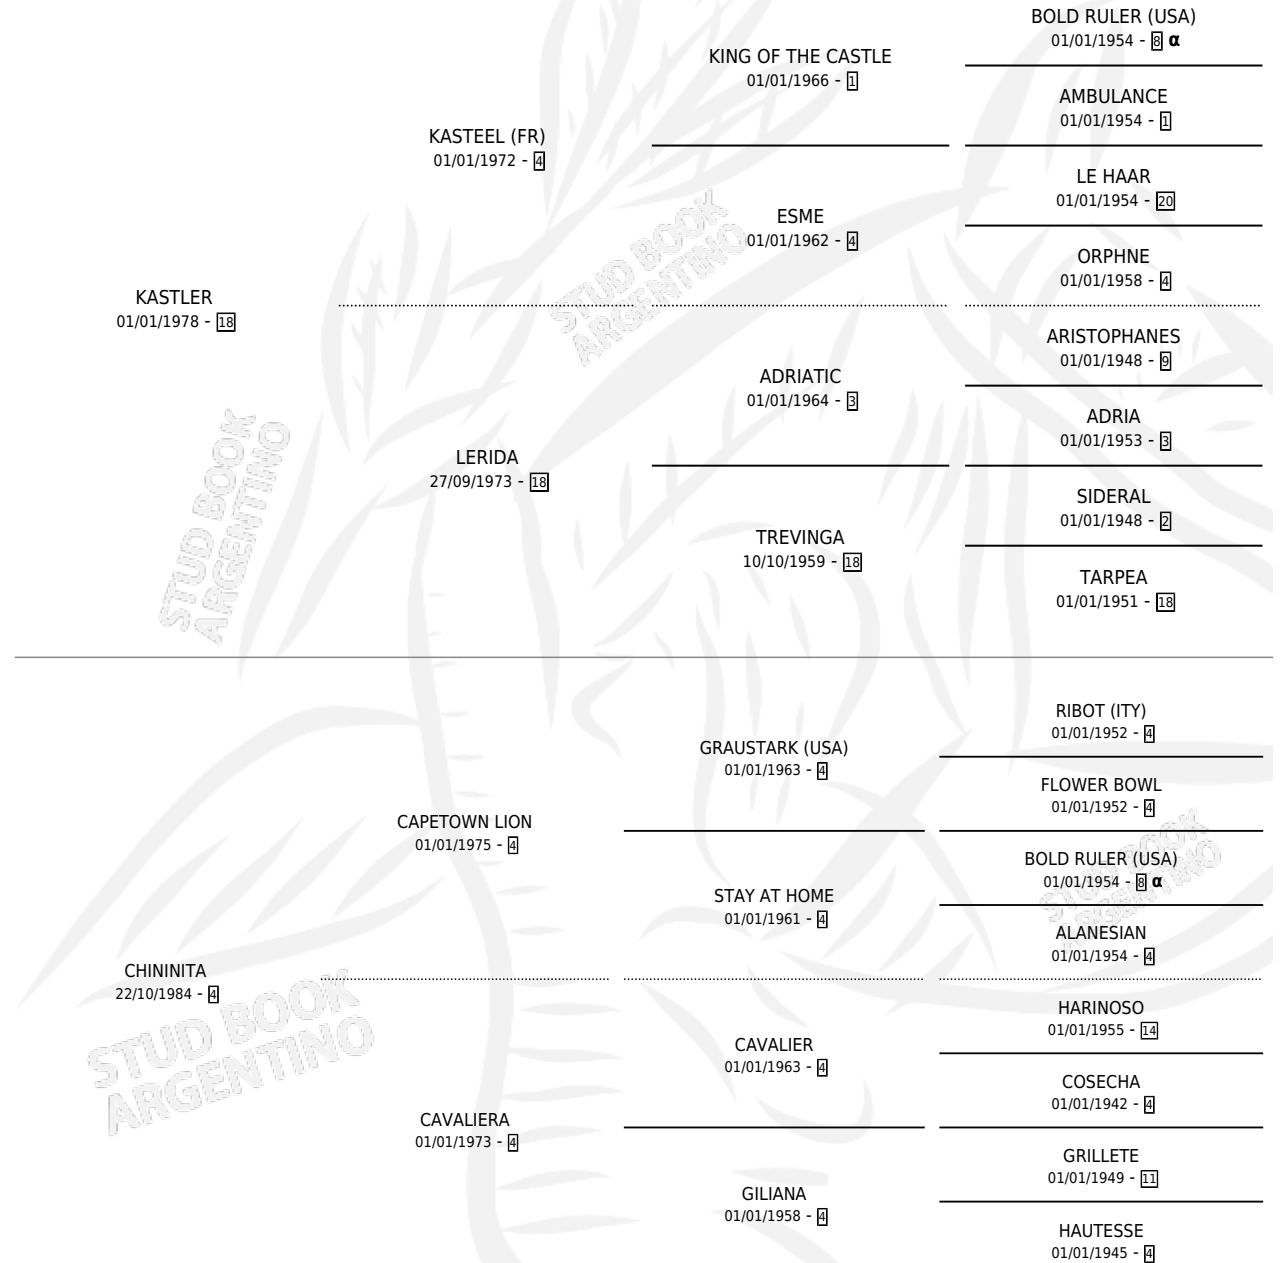 BOLD RULER (USA)
01/01/1954 - 8 α
KING OF THE CASTLE
01/01/1966 - 1
AMBULANCE
01/01/1954 - 1
KASTEEL (FR)
01/01/1972 - 4
LE HAAR
01/01/1954 - 20
ESME
01/01/1962 - 4
ORPHNE
01/01/1958 - 4
KASTLER
01/01/1978 - 18
ARISTOPHANES
01/01/1948 - 9
ADRIATIC
01/01/1964 - 3
ADRIA
01/01/1953 - 3
LERIDA
27/09/1973 - 18
SIDERAL
01/01/1948 - 2
TREVINGA
10/10/1959 - 18
TARPEA
01/01/1951 - 18
STUD BOOK
ARGENTINO
STUD BOOK
ARGENTINO
RIBOT (ITY)
01/01/1952 - 4
GRAUSTARK (USA)
01/01/1963 - 4
FLOWER BOWL
01/01/1952 - 4
CAPETOWN LION
01/01/1975 - 4
BOLD RULER (USA)
01/01/1954 - 8 α
STAY AT HOME
01/01/1961 - 4
ALANESIAN
01/01/1954 - 4
CHININITA
22/10/1984 - 4
HARINOSO
01/01/1955 - 14
CAVALIER
01/01/1963 - 4
COSECHA
01/01/1942 - 4
CAVALIERA
01/01/1973 - 4
GRILLETE
01/01/1949 - 11
GILIANA
01/01/1958 - 4
HAUTESSE
01/01/1945 - 4
STUD BOOK
ARGENTINO
STUD BOOK
ARGENTINO